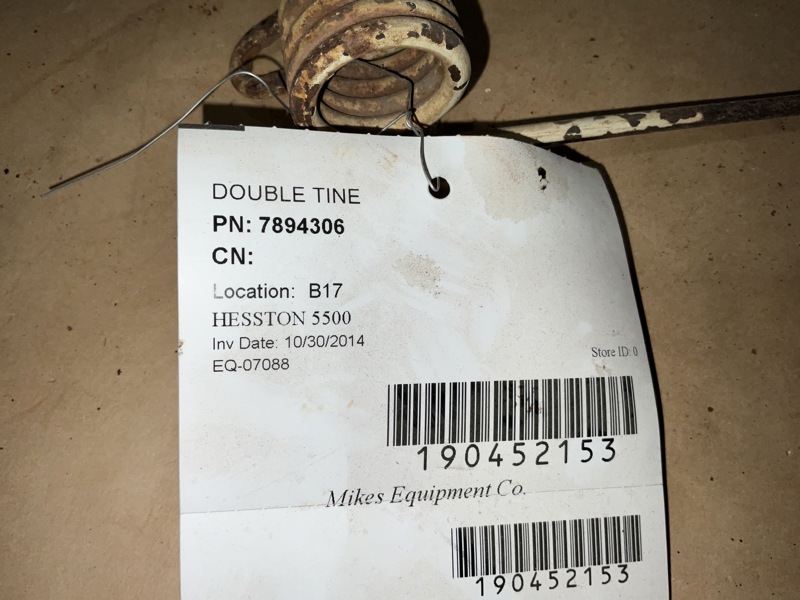 DOUBLE TINE
PN: 7894306
CN:
Location: B17
HESSTON 5500
Inv Date: 10/30/2014
EQ-07088
Store ID: 0
190452153
Mikes Equipment Co.
190452153